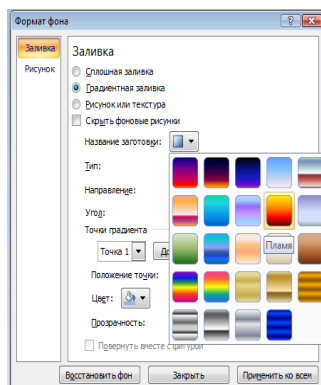 Формат фона
Заливка
Рисунок
Заливка
Сплошная заливка
Градиентная заливка
Рисунок или текстура
Скрыть фоновые рисунки
Название заготовки:
Тип:
Направление:
Угол:
Точки градиента
Точка 1
Пламя
Положение точки:
Цвет:
Прозрачность:
Повернуть вместе с фигурой
Восстановить фон
Закрыть
Применить ко всем